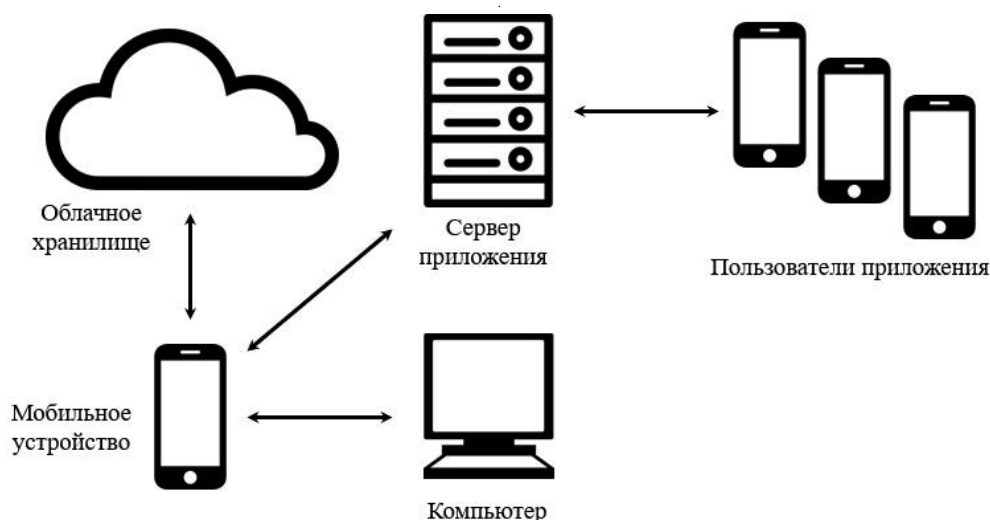 Облачное
хранилище
Сервер
приложения
Пользователи приложения
Мобильное
устройство
Компьютер